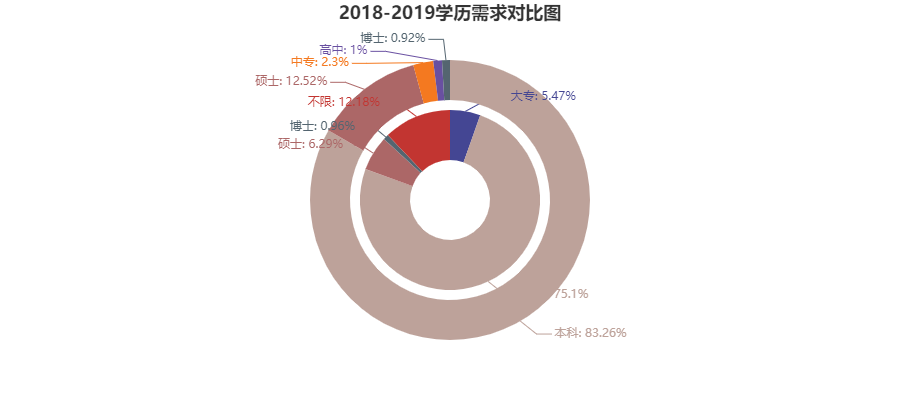 2018-2019学历需求对比图
博士: 0.92%
高中: 1%
中专: 2.3%
硕士: 12.52%
大专: 5.47%
不限: 12.18%
博士: 0.96%
硕士: 6.29%
75.1%
本科: 83.26%